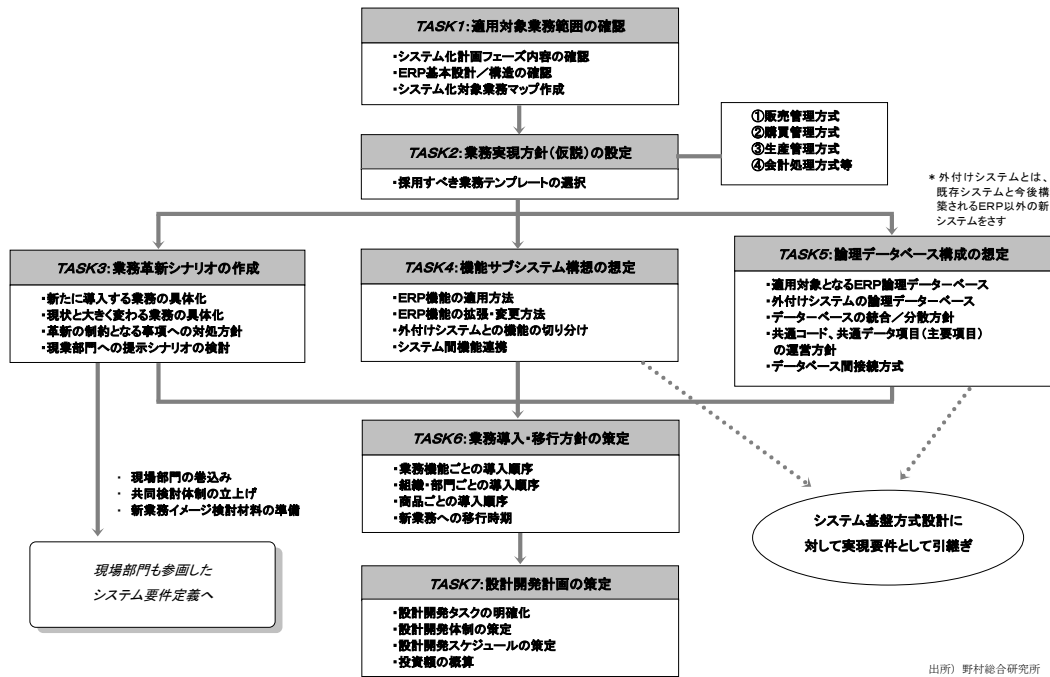 TASK1:適用対象業務範囲の確認
・システム化計画フェーズ内容の確認
・ERP基本設計／構造の確認
・システム化対象業務マップ作成
①販売管理方式
②購買管理方式
③生産管理方式
④会計処理方式等
TASK2:業務実現方針(仮説)の設定
・採用すべき業務テンプレートの選択
* 外付けシステムとは、
既存システムと今後構
築されるERP以外の新
システムをさす
TASK3:業務革新シナリオの作成
・新たに導入する業務の具体化
・現状と大きく変わる業務の具体化
・革新の制約となる事項への対処方針
・現業部門への提示シナリオの検討
TASK4:機能サブシステム構想の想定
・ERP機能の適用方法
・ERP機能の拡張・変更方法
・外付けシステムとの機能の切り分け
・システム間機能連携
TASK5:論理データベース構成の想定
・適用対象となるERP論理データーベース
・外付けシステムの論理データーベース
・データーベースの統合／分散方針
・共通コード、共通データ項目(主要項目)
の運営方針
・データベース間接続方式
TASK6:業務導入・移行方針の策定
・業務機能ごとの導入順序
・組織・部門ごとの導入順序
・商品ごとの導入順序
・新業務への移行時期
・ 現場部門の巻込み
・ 共同検討体制の立上げ
・ 新業務イメージ検討材料の準備
現場部門も参画した
システム要件定義へ
システム基盤方式設計に
対して実現要件として引継ぎ
TASK7:設計開発計画の策定
・設計開発タスクの明確化
・設計開発体制の策定
・設計開発スケジュールの策定
・投資額の概算
出所) 野村総合研究所